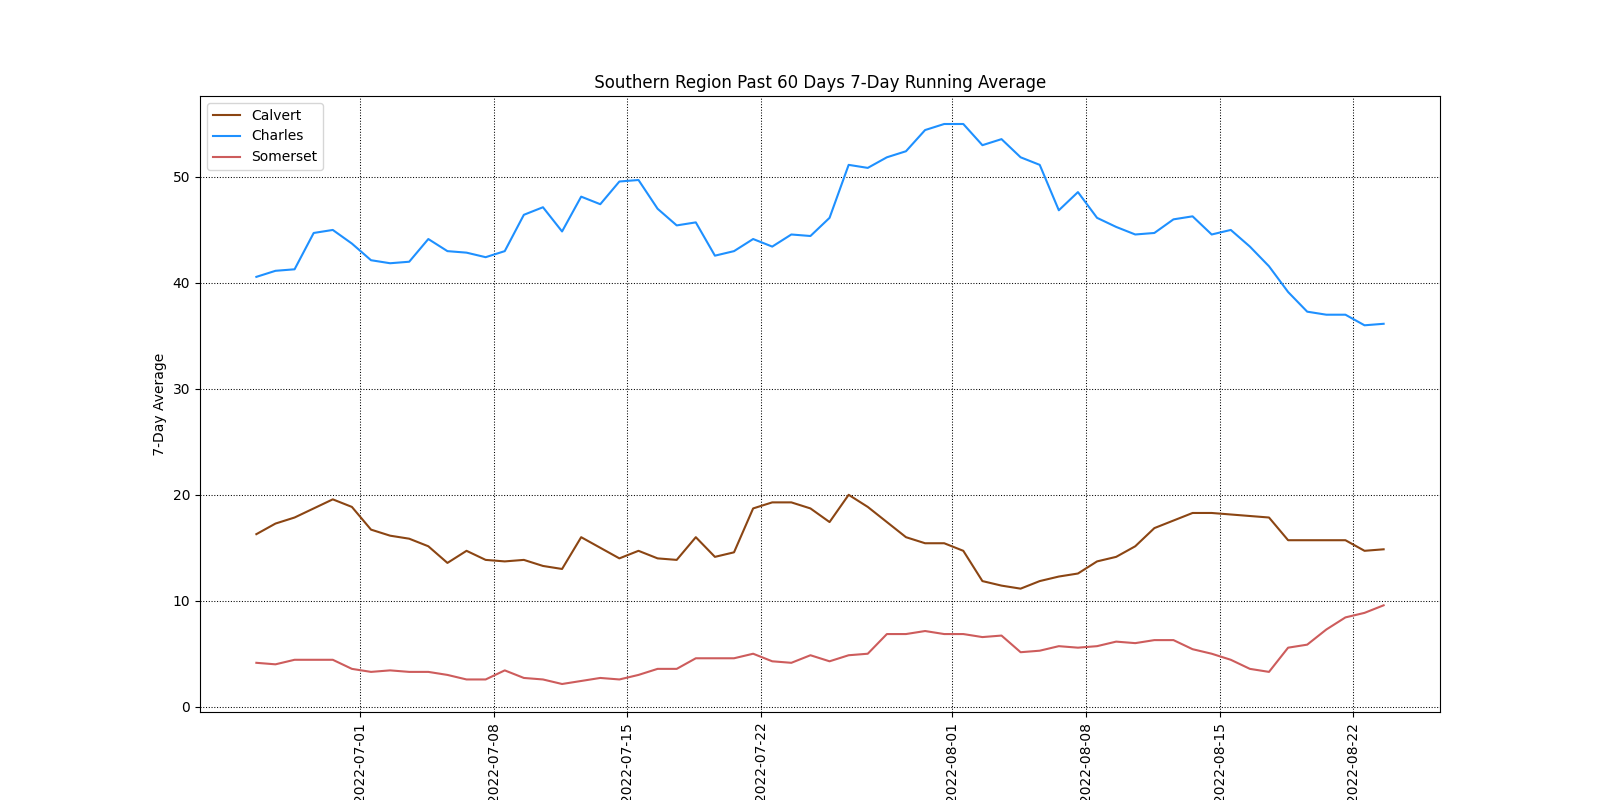 Southern Region Past 60 Days 7-Day Running Average
Calvert
Charles
Somerset
50
40
30
20
10
0
7-Day Average
2022-07-01
2022-07-08
2022-07-15
2022-07-22
2022-08-01
2022-08-08
2022-08-15
2022-08-22